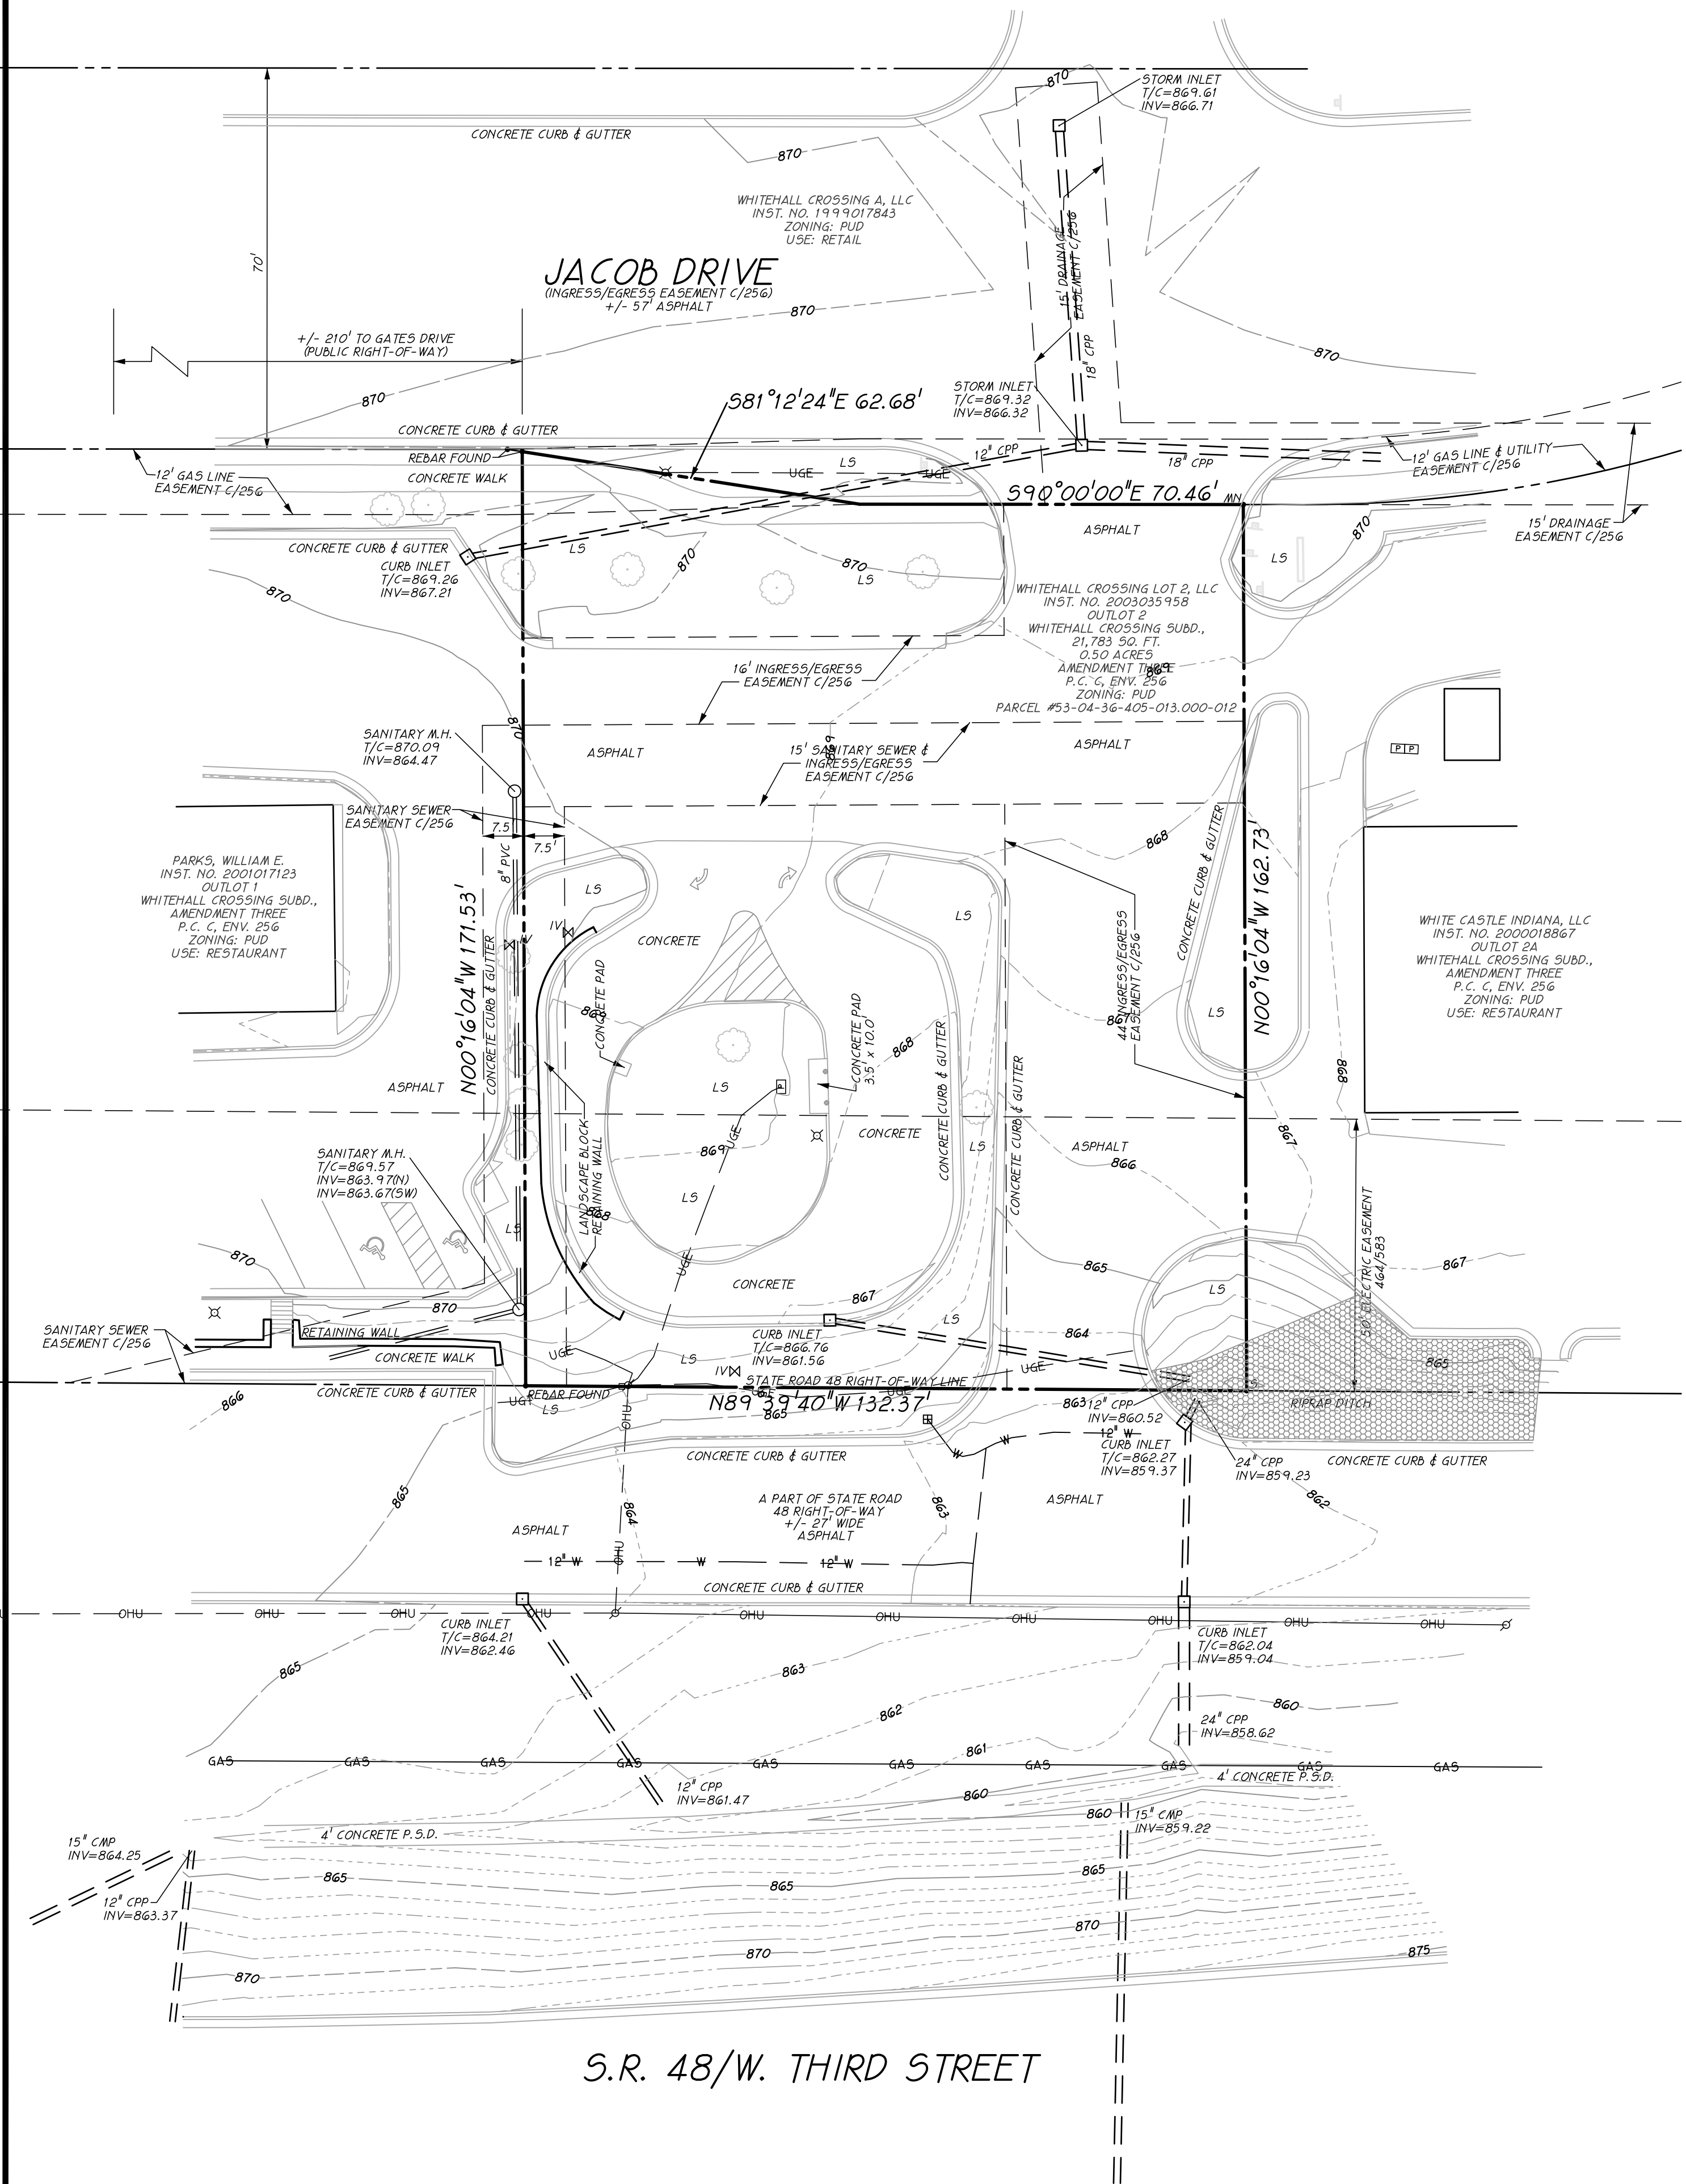 870
STORM INLET
T/C=869.61
INV=866.71
CONCRETE CURB & GUTTER
870
WHITEHALL CROSSING A, LLC
INST. NO. 1999017843
ZONING: PUD
USE: RETAIL
15' DRAINAGE
EASEMENT C/256
70'
JACOB DRIVE
(INGRESS/EGRESS EASEMENT C/256)
+/- 57' ASPHALT
870
+/- 210' TO GATES DRIVE
(PUBLIC RIGHT-OF-WAY)
18" CPP
870
STORM INLET
T/C=869.32
INV=866.32
870
S81°12'24"E 62.68'
CONCRETE CURB & GUTTER
REBAR FOUND
CONCRETE WALK
12' GAS LINE
EASEMENT C/256
UGE
LS
UGE
12" CPP
18" CPP
12' GAS LINE & UTILITY
EASEMENT C/256
S90°00'00"E 70.46'
MN
ASPHALT
15' DRAINAGE
EASEMENT C/256
870
CONCRETE CURB & GUTTER
LS
CURB INLET
T/C=869.26
INV=867.21
870
870
LS
LS
870
WHITEHALL CROSSING LOT 2, LLC
INST. NO. 2003035958
OUTLOT 2
WHITEHALL CROSSING SUBD.,
21,783 SQ. FT.
0.50 ACRES
AMENDMENT THREE
P.C. C, ENV. 256
ZONING: PUD
PARCEL #53-04-36-405-013.000-012
869
16' INGRESS/EGRESS
EASEMENT C/256
870
SANITARY M.H.
T/C=870.09
INV=864.47
ASPHALT
869
15' SANITARY SEWER &
INGRESS/EGRESS
EASEMENT C/256
ASPHALT
P P
SANITARY SEWER
EASEMENT C/256
7.5'
7.5'
8" PVC
868
CONCRETE CURB & GUTTER
N00°16'04"W 162.73'
PARKS, WILLIAM E.
INST. NO. 2001017123
OUTLOT 1
WHITEHALL CROSSING SUBD.,
AMENDMENT THREE
P.C. C, ENV. 256
ZONING: PUD
USE: RESTAURANT
N00°16'04"W 171.53'
CONCRETE CURB & GUTTER
LS
IV
IV
CONCRETE
LS
44' INGRESS/EGRESS
EASEMENT C/256
WHITE CASTLE INDIANA, LLC
INST. NO. 2000018867
OUTLOT 2A
WHITEHALL CROSSING SUBD.,
AMENDMENT THREE
P.C. C, ENV. 256
ZONING: PUD
USE: RESTAURANT
CONCRETE PAD
868
CONCRETE PAD
3.5' x 10.0'
868
867
LS
ASPHALT
LS
P
868
CONCRETE CURB & GUTTER
CONCRETE CURB & GUTTER
UGE
869
CONCRETE
LS
ASPHALT
866
867
SANITARY M.H.
T/C=869.57
INV=863.97(N)
INV=863.67(SW)
LANDSCAPE BLOCK
RETAINING WALL
LS
868
LS
870
UGE
CONCRETE
865
LS
50' ELECTRIC EASEMENT
464/583
867
870
867
SANITARY SEWER
EASEMENT C/256
RETAINING WALL
CONCRETE WALK
CURB INLET
T/C=866.76
INV=861.56
LS
864
865
UGE
LS
UGE
IV
STATE ROAD 48 RIGHT-OF-WAY LINE
866
CONCRETE CURB & GUTTER
REBAR FOUND
LS
UGE
UGE
N89°39'40"W 132.37'
865
863
12" CPP
INV=860.52
RIPRAP DITCH
OHU
12" W
CURB INLET
T/C=862.27
INV=859.37
W
W
CONCRETE CURB & GUTTER
24" CPP
INV=859.23
CONCRETE CURB & GUTTER
865
864
863
862
A PART OF STATE ROAD
48 RIGHT-OF-WAY
+/- 27' WIDE
ASPHALT
ASPHALT
ASPHALT
OHU
12" W
W
12" W
CONCRETE CURB & GUTTER
OHU
OHU
OHU
OHU
OHU
OHU
OHU
OHU
OHU
OHU
CURB INLET
T/C=864.21
INV=862.46
CURB INLET
T/C=862.04
INV=859.04
865
863
862
860
24" CPP
INV=858.62
861
GAS
GAS
GAS
GAS
GAS
GAS
GAS
GAS
GAS
GAS
4' CONCRETE P.S.D.
12" CPP
INV=861.47
860
860
15" CMP
INV=859.22
4' CONCRETE P.S.D.
15" CMP
INV=864.25
865
865
865
12" CPP
INV=863.37
870
870
870
875
S.R. 48/W. THIRD STREET